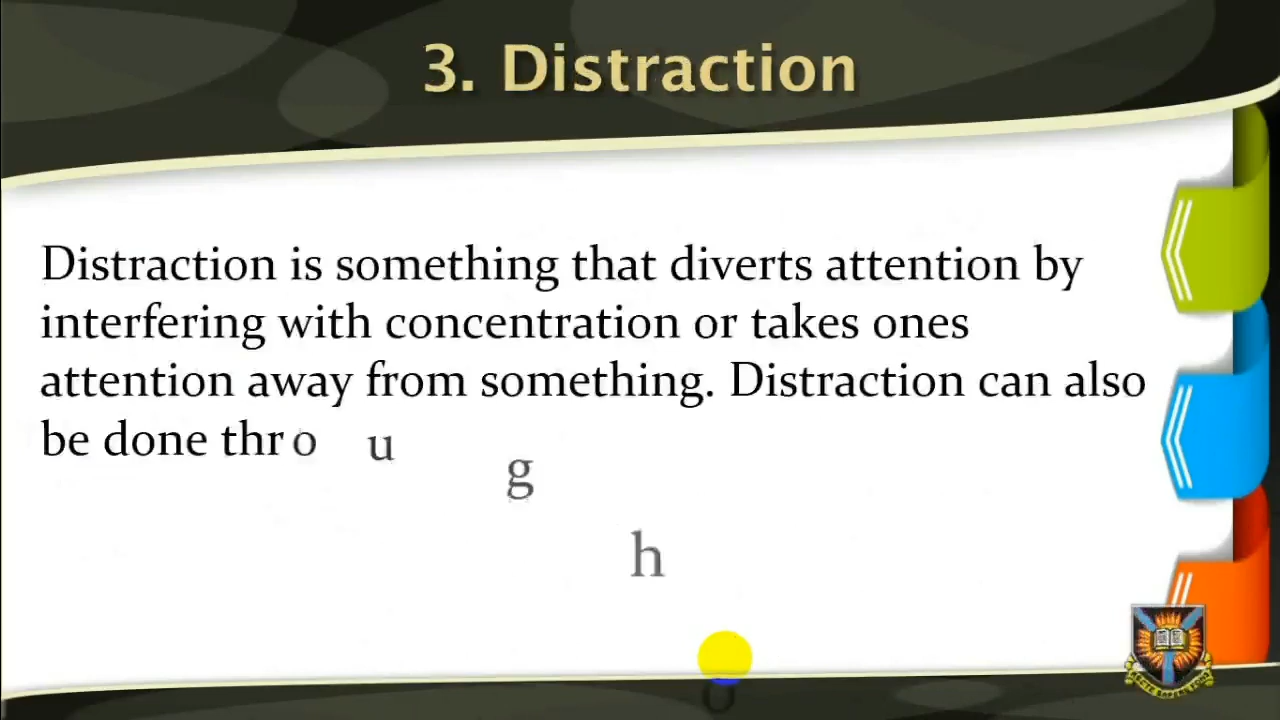 3. Distraction
Distraction is something that diverts attention by
interfering with concentration or takes ones
attention away from something. Distraction can also
be done through